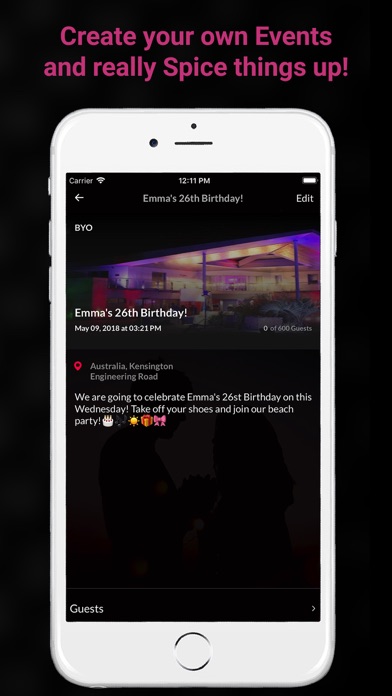 Create your own Events
and really Spice things up!
Carrier 12:11 PM
Emma's 26th Birthday! Edit
BYO
Emma's 26th Birthday!
May 09, 2018 at 03:21 PM 0 of 600 Guests
Australia, Kensington
Engineering Road
We are going to celebrate Emma's 26st Birthday on this
Wednesday! Take off your shoes and join our beach
party!🎂🎶☀️🎁🎀
Guests